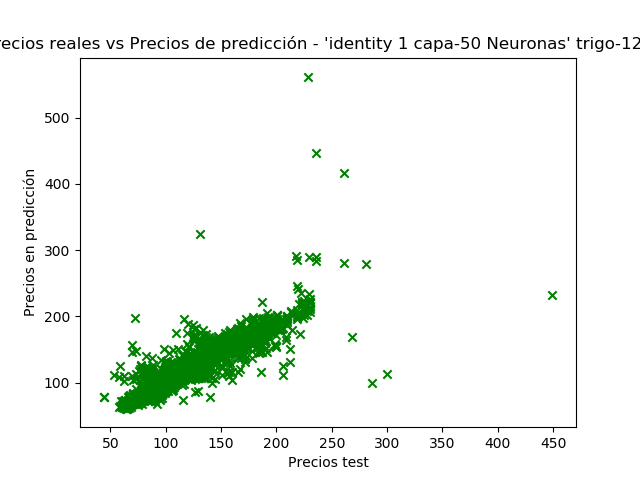 recios reales vs Precios de predicción - 'identity 1 capa-50 Neuronas' trigo-12
500
400
300
200
100
Precios en predicción
50 100 150 200 250 300 350 400 450
Precios test